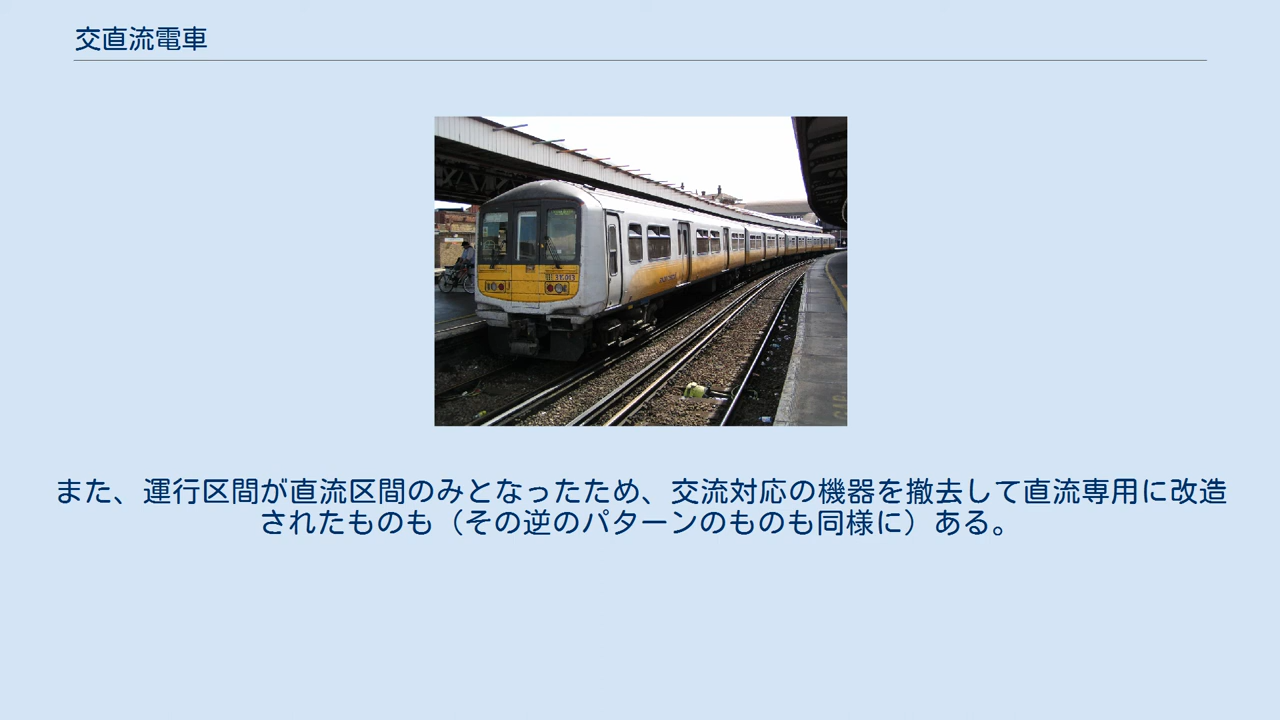 交直流電車
また、運行区間が直流区間のみとなったため、交流対応の機器を撤去して直流専用に改造
されたものも（その逆のパターンのものも同様に）ある。